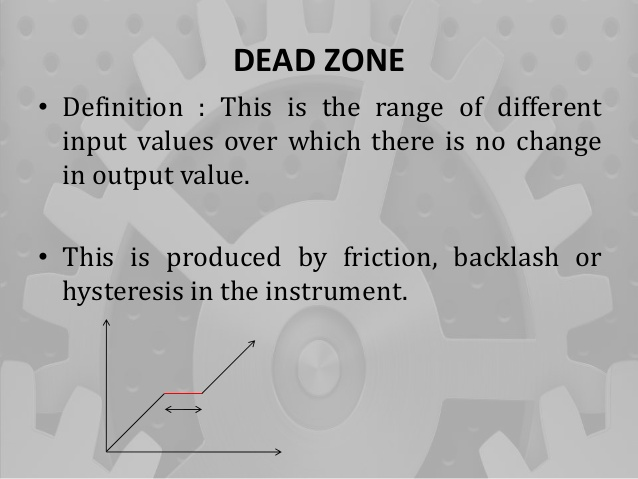 DEAD ZONE
• Definition : This is the range of different
input values over which there is no change
in output value.
• This is produced by friction, backlash or
hysteresis in the instrument.